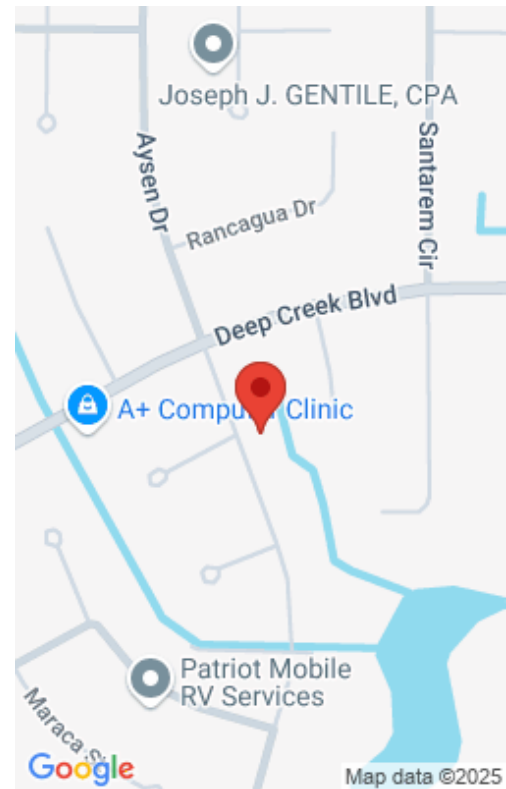 Joseph J. GENTILE, CPA
Aysen Dr
Santarem Cir
Rancagua Dr
Deep Creek Blvd
A+ Computer Clinic
Patriot Mobile
RV Services
Maraca
Google
Map data ©2025